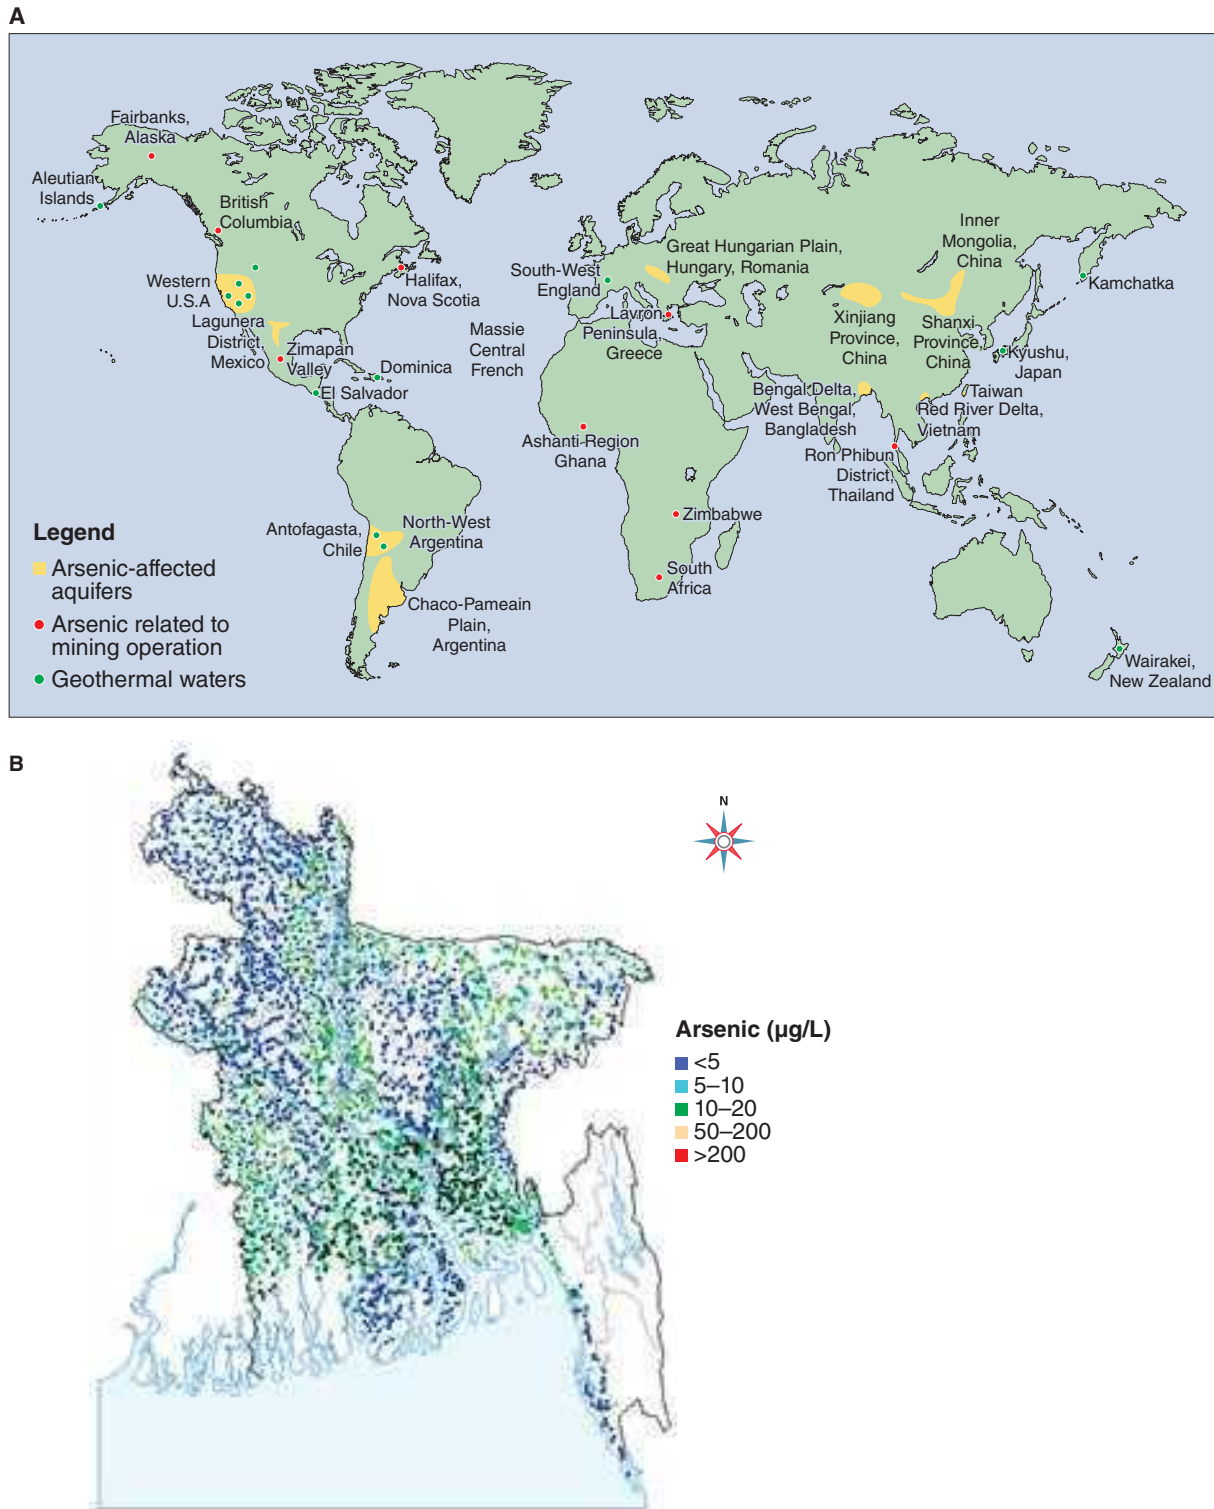 A
Fairbanks,
Alaska
Aleutian
Islands
British
Columbia
Western
U.S.A
Halifax,
Nova Scotia
Lagunera
District,
Mexico
Zimapan
Valley
Dominica
El Salvador
Massie
Central
French
South-West
England
Great Hungarian Plain,
Hungary, Romania
Lavron
Peninsula,
Greece
Inner
Mongolia,
China
Kamchatka
Xinjiang
Province,
China
Shanxi
Province,
China
Kyushu,
Japan
Bengal Delta,
West Bengal,
Bangladesh
Taiwan
Red River Delta,
Vietnam
Ron Phibun
District,
Thailand
Ashanti Region
Ghana
Zimbabwe
South
Africa
Antofagasta,
Chile
North-West
Argentina
Chaco-Pameain
Plain,
Argentina
Wairakei,
New Zealand
Legend
Arsenic-affected
aquifers
Arsenic related to
mining operation
Geothermal waters
B
N
Arsenic (µg/L)
<5
5–10
10–20
50–200
>200